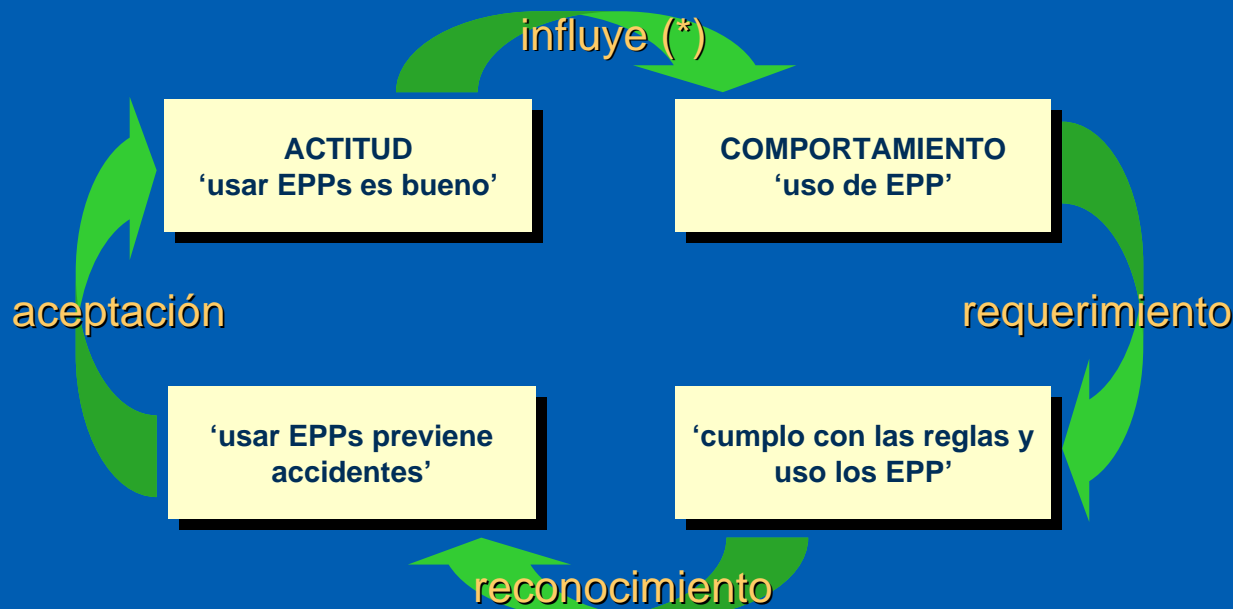 influye (*)
ACTITUD
‘usar EPPs es bueno’
COMPORTAMIENTO
‘uso de EPP’
aceptación
requerimiento
‘usar EPPs previene
accidentes’
‘cumplo con las reglas y
uso los EPP’
reconocimiento